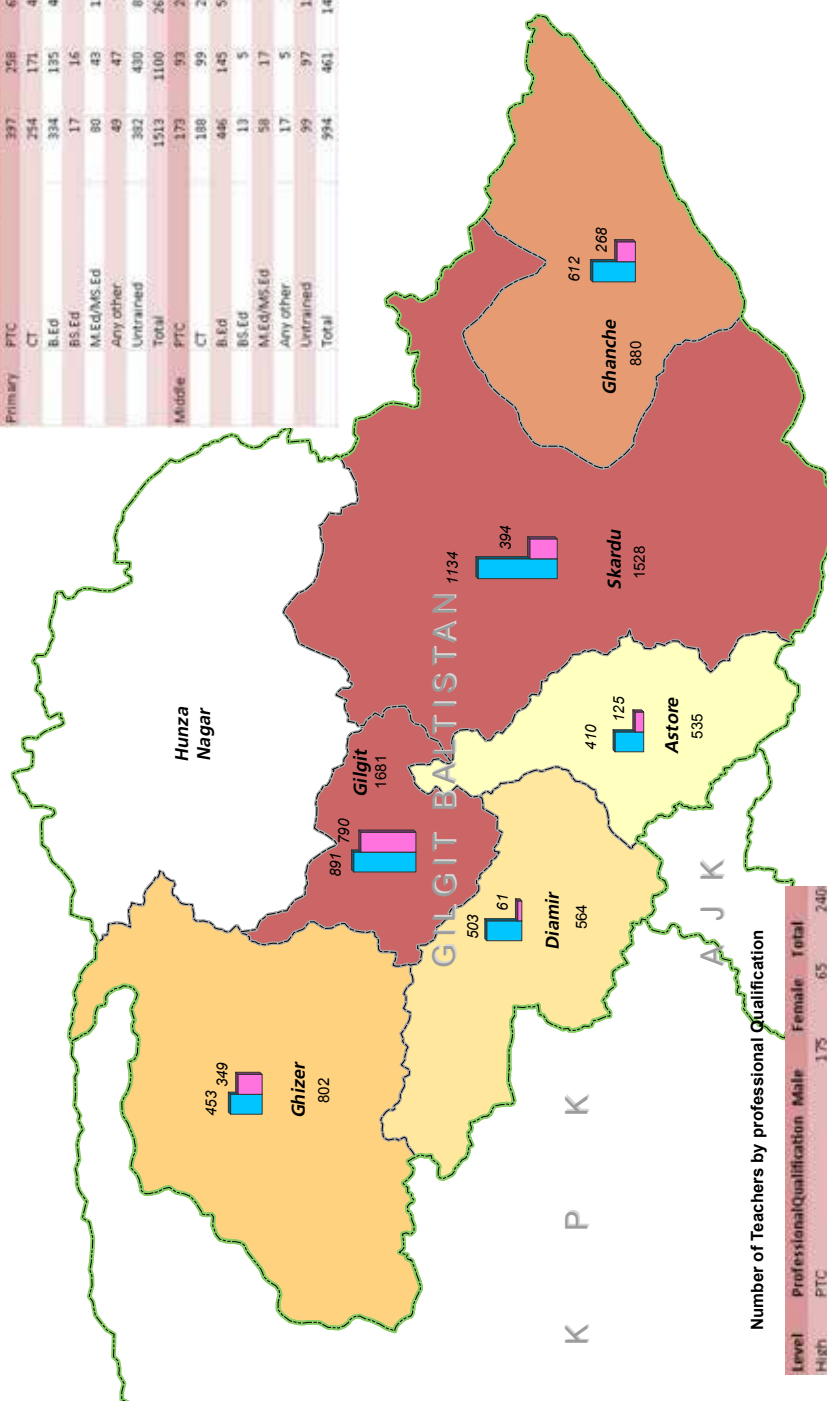 Primary PTC 397 258
CT 254 171
B.Ed 334 135
BS.Ed 17 16
M.Ed/MS.Ed 80 43
Any other 49 47
Untrained 382 430
Total 1513 1100
Middle PTC 173 93
CT 188 99
B.Ed 446 145
BS.Ed 13 5
M.Ed/MS.Ed 58 17
Any other 17 5
Untrained 99 97
Total 994 461
Hunza
Nagar
453 349
Ghizer
802
891 790
Gilgit
1681
GILGIT BALTISTAN
503 61
Diamir
564
1134 394
Skardu
1528
612 268
Ghanche
880
410 125
Astore
535
K P K
A J K
Number of Teachers by professional Qualification
Level ProfessionalQualification Male Female Total
High PTC 175 65 240